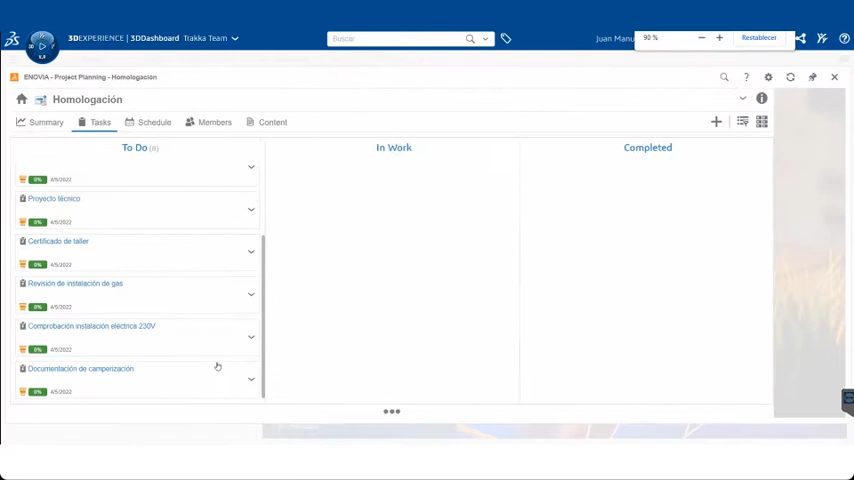 3DEXPERIENCE | 3DDashboard Trakka Team
Buscar
Juan Manu
90 %
Restablecer
ENOVIA - Project Planning - Homologación
Homologación
Summary
Tasks
Schedule
Members
Content
To Do (8)
In Work
Completed
0% 4/5/2022
Proyecto técnico
0% 4/5/2022
Certificado de taller
0% 4/5/2022
Revisión de instalación de gas
0% 4/5/2022
Comprobación instalación eléctrica 230V
0% 4/5/2022
Documentación de camperización
0% 4/5/2022